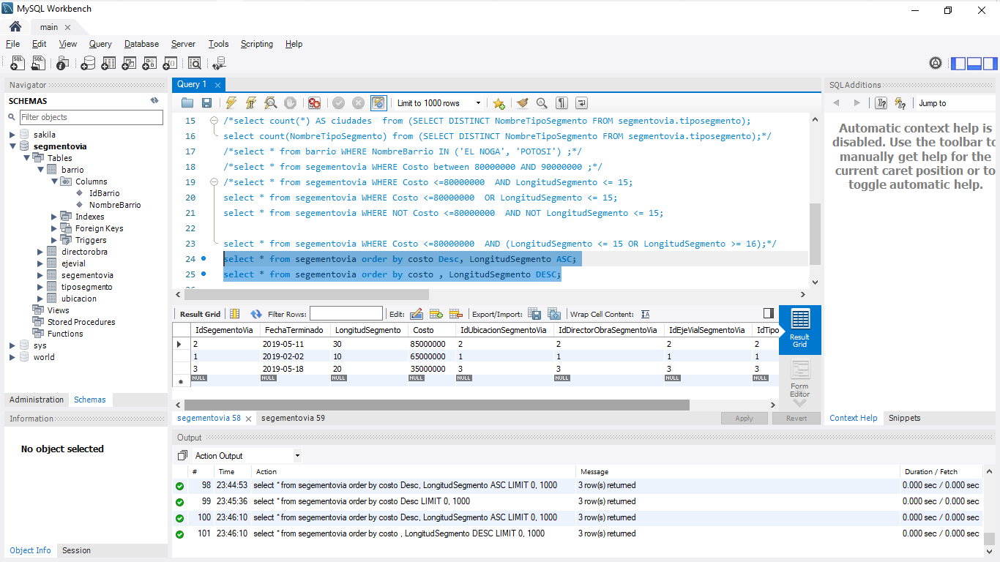 MySQL Workbench
main
File Edit View Query Database Server Tools Scripting Help
Navigator
SCHEMAS
Filter objects
sakila
segmentovia
Tables
barrio
Columns
IdBarrio
NombreBarrio
Indexes
Foreign Keys
Triggers
directorobra
ejevial
segementovia
tiposegmento
ubicacion
Views
Stored Procedures
Functions
sys
world
Administration Schemas
Information
No object selected
Object Info Session
Query 1
Limit to 1000 rows
15 /*select count(*) AS ciudades from (SELECT DISTINCT NombreTipoSegmento FROM segmentovia.tiposegmento);
16 select count(NombreTipoSegmento) from (SELECT DISTINCT NombreTipoSegmento FROM segmentovia.tiposegmento);*/
17 /*select * from barrio WHERE NombreBarrio IN ('EL NOGA', 'POTOSI') ;*/
18 /*select * from segementovia WHERE Costo between 80000000 AND 90000000 ;*/
19 /*select * from segementovia WHERE Costo <=80000000 AND LongitudSegmento <= 15;
20 select * from segementovia WHERE Costo <=80000000 OR LongitudSegmento <= 15;
21 select * from segementovia WHERE NOT Costo <=80000000 AND NOT LongitudSegmento <= 15;
22
23 select * from segementovia WHERE Costo <=80000000 AND (LongitudSegmento <= 15 OR LongitudSegmento >= 16);*/
24 select * from segementovia order by costo Desc, LongitudSegmento ASC;
25 select * from segementovia order by costo , LongitudSegmento DESC;
Result Grid Filter Rows: Edit: Export/Import: Wrap Cell Content:
IdSegementoVia FechaTerminado LongitudSegmento Costo IdUbicacionSegmentoVia IdDirectorObraSegmentoVia IdEjeVialSegmentoVia IdTipo
2 2019-05-11 30 85000000 2 2 2 2
1 2019-02-02 10 65000000 1 1 1 1
3 2019-05-18 20 35000000 3 3 3 3
NULL NULL NULL NULL NULL NULL NULL NULL
Result Grid
Form Editor
segementovia 58 segementovia 59
Apply Revert
Output
Action Output
# Time Action Message Duration / Fetch
98 23:44:53 select * from segementovia order by costo Desc, LongitudSegmento ASC LIMIT 0, 1000 3 row(s) returned 0.000 sec / 0.000 sec
99 23:45:36 select * from segementovia order by costo Desc LIMIT 0, 1000 3 row(s) returned 0.000 sec / 0.000 sec
100 23:46:10 select * from segementovia order by costo Desc, LongitudSegmento ASC LIMIT 0, 1000 3 row(s) returned 0.000 sec / 0.000 sec
101 23:46:10 select * from segementovia order by costo , LongitudSegmento DESC LIMIT 0, 1000 3 row(s) returned 0.000 sec / 0.000 sec
SQLAdditions
Jump to
Automatic context help is
disabled. Use the toolbar to
manually get help for the
current caret position or to
toggle automatic help.
Context Help Snippets